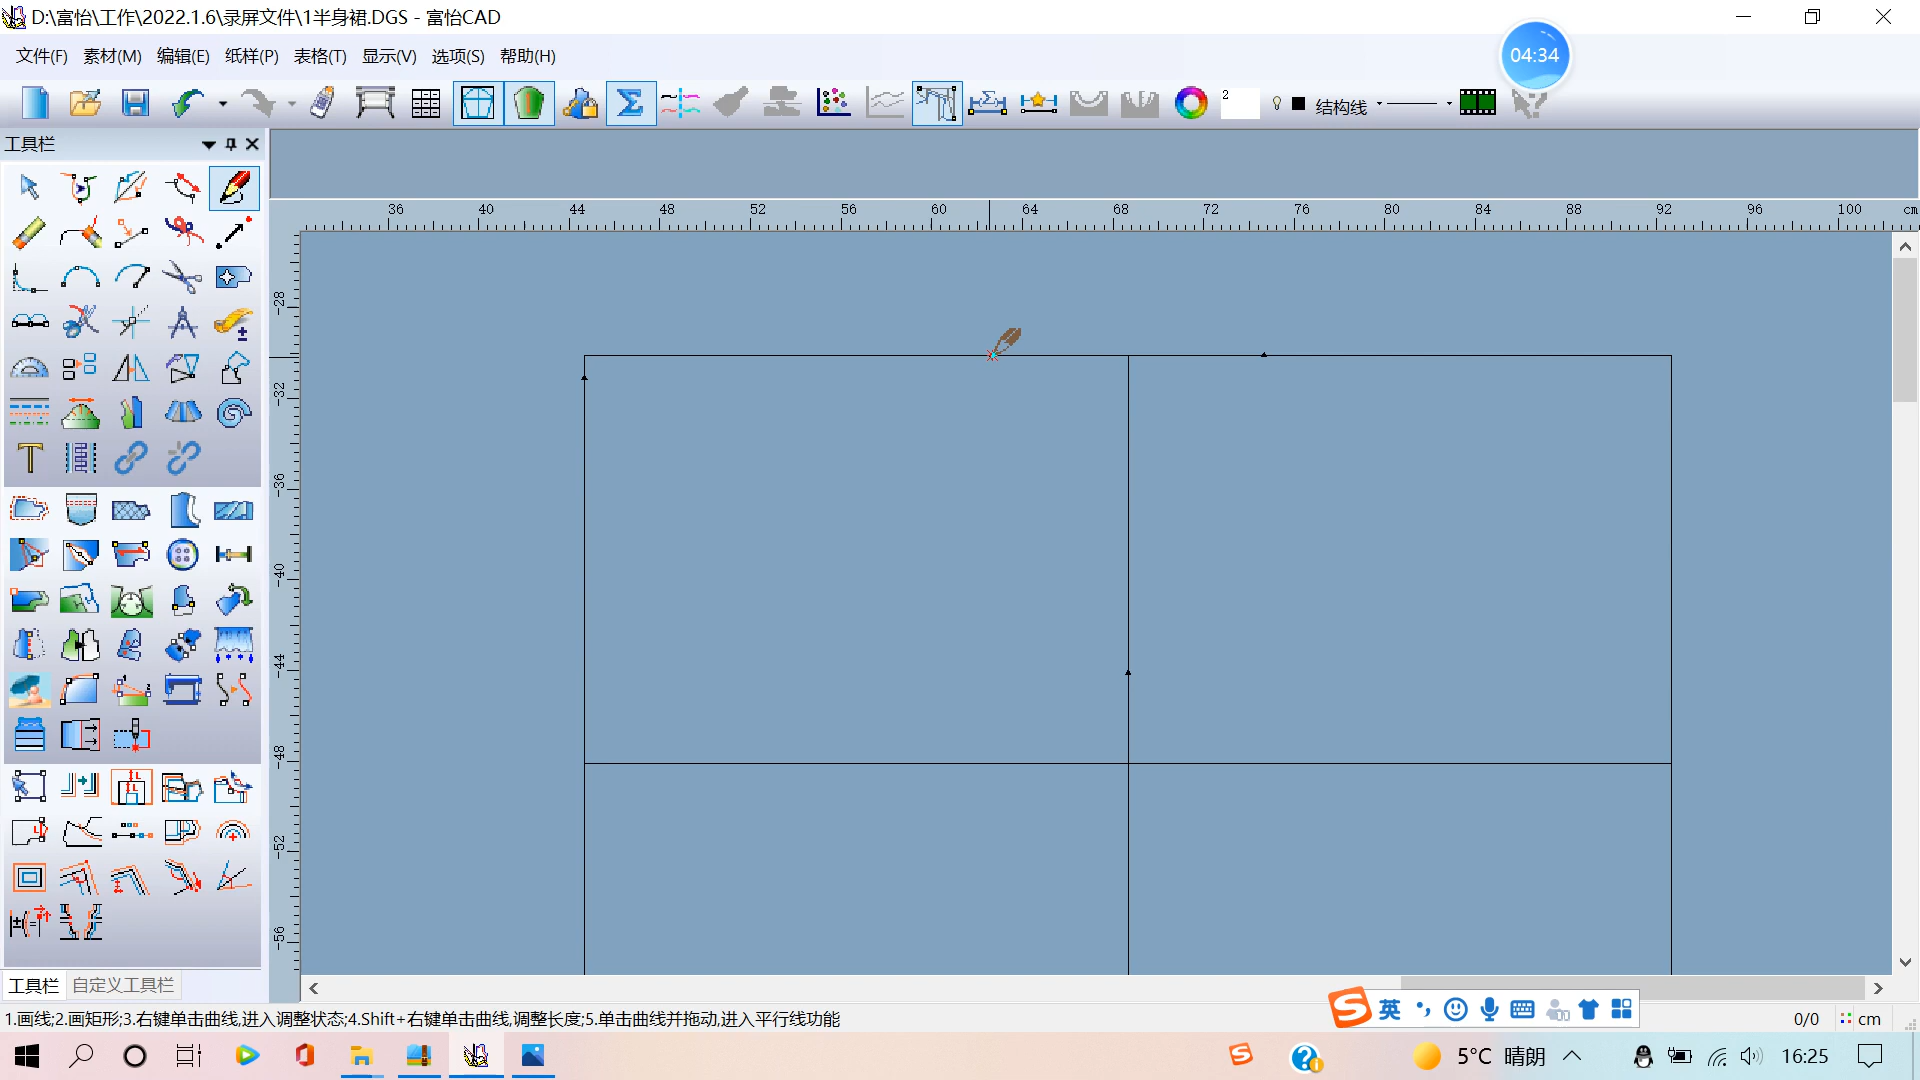 D:\富怡\工作\2022.1.6\录屏文件\1半身裙.DGS - 富怡CAD
文件(F) 素材(M) 编辑(E) 纸样(P) 表格(T) 显示(V) 选项(S) 帮助(H)
04:34
2
结构线
工具栏
36 40 44 48 52 56 60 64 68 72 76 80 84 88 92 96 100 cm
-28
-32
-36
-40
-44
-48
-52
-56
工具栏 自定义工具栏
1.画线;2.画矩形;3.右键单击曲线,进入调整状态;4.Shift+右键单击曲线,调整长度;5.单击曲线并拖动,进入平行线功能
英
0/0 cm
5°C 晴朗
16:25